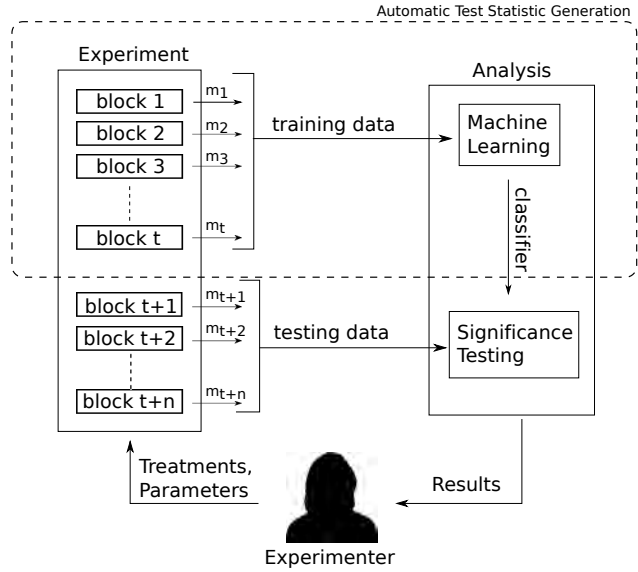 Automatic Test Statistic Generation
Experiment
block 1
m1
block 2
m2
block 3
m3
block t
mt
training data
Analysis
Machine
Learning
classifier
block t+1
mt+1
block t+2
mt+2
block t+n
mt+n
testing data
Significance
Testing
Treatments,
Parameters
Results
Experimenter